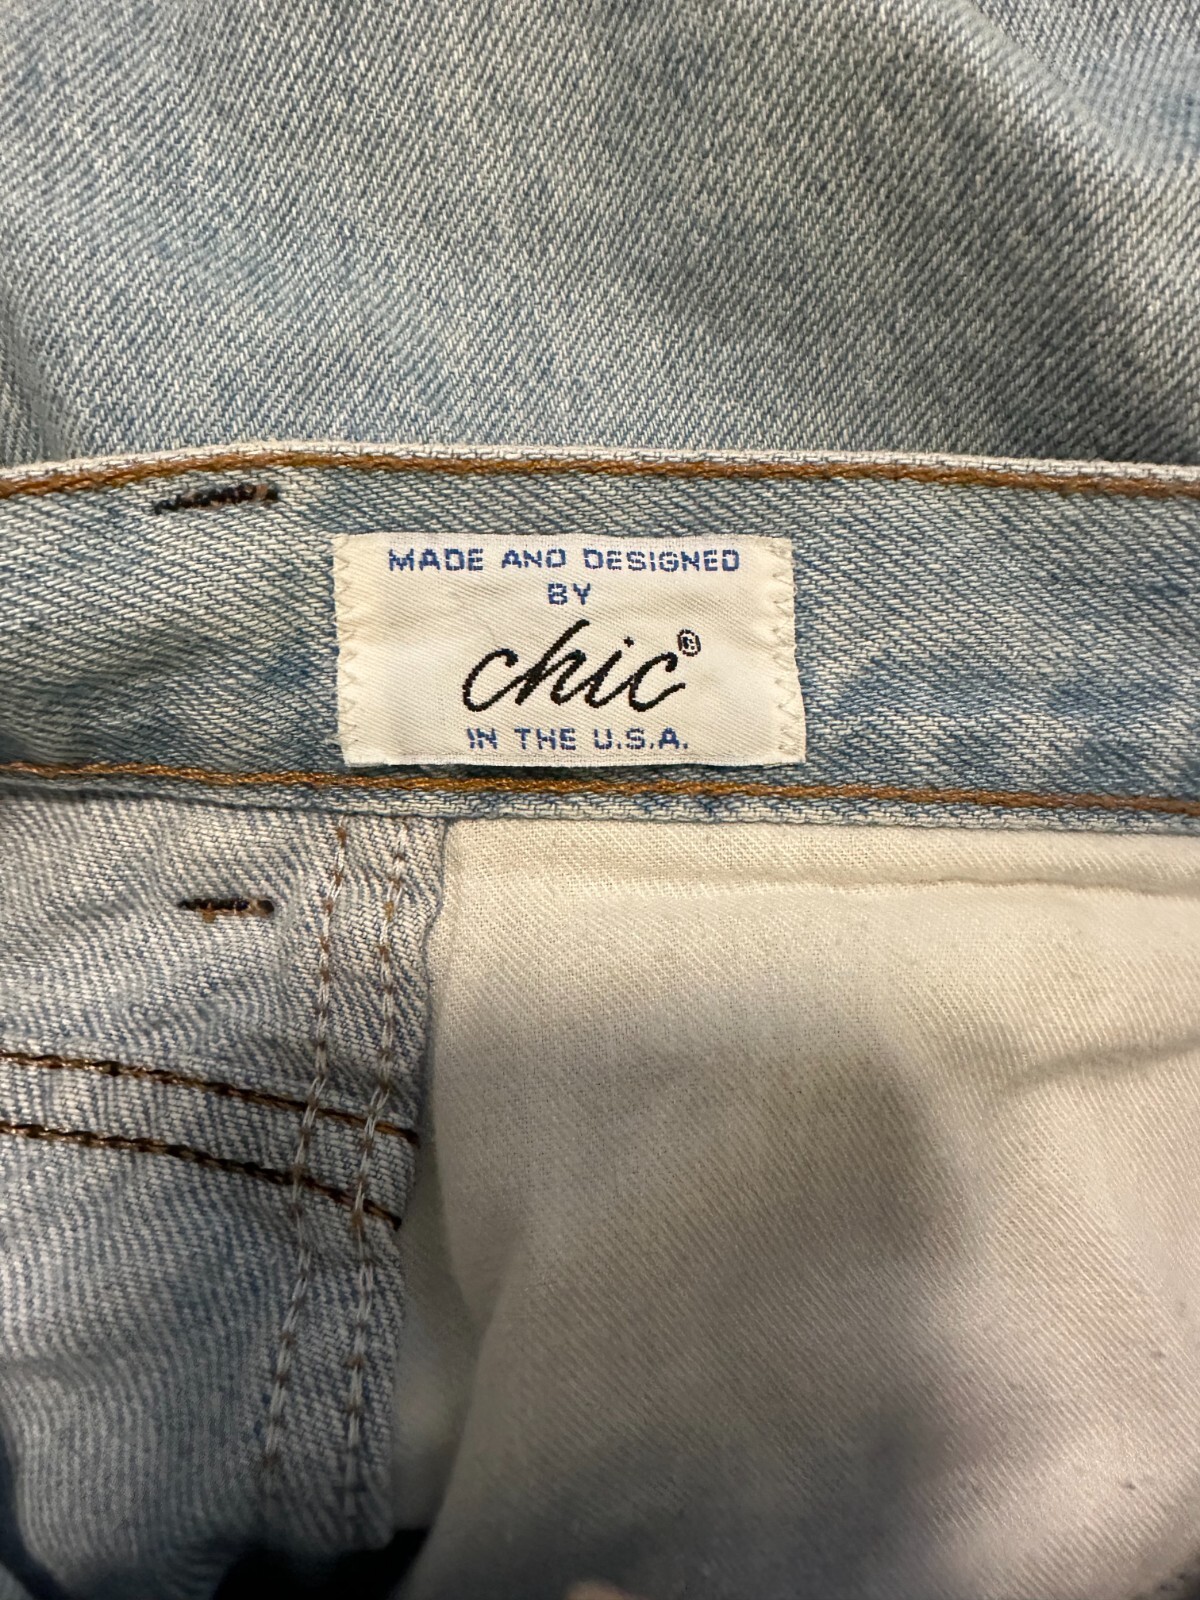 MADE AND DESIGNED
BY
chic®
IN THE U.S.A.